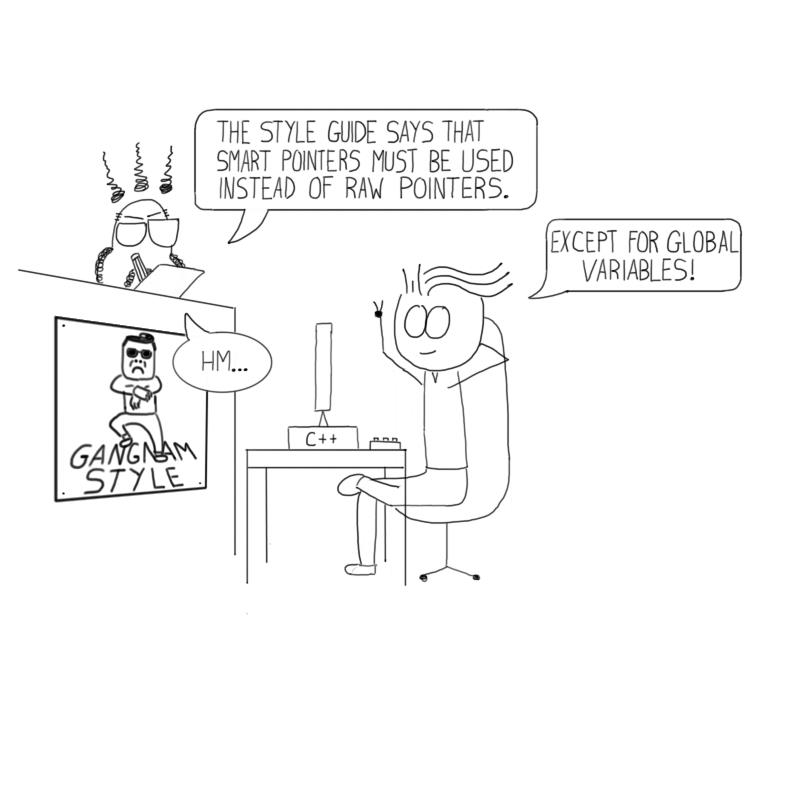 THE STYLE GUIDE SAYS THAT
SMART POINTERS MUST BE USED
INSTEAD OF RAW POINTERS.
EXCEPT FOR GLOBAL
VARIABLES!
HM...
C++
GANGNAM
STYLE